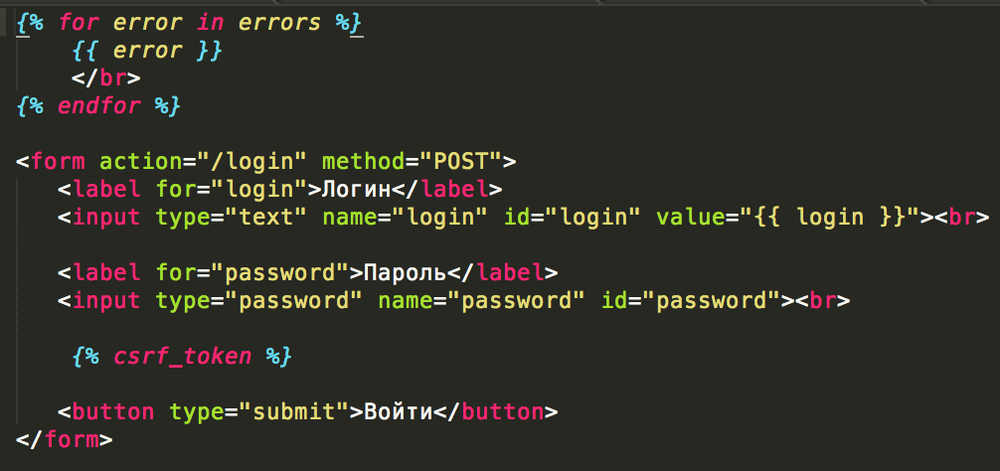 {% for error in errors %}
{{ error }}
</br>
{% endfor %}
<form action="/login" method="POST">
<label for="login">Логин</label>
<input type="text" name="login" id="login" value="{{ login }}"><br>
<label for="password">Пароль</label>
<input type="password" name="password" id="password"><br>
{% csrf_token %}
<button type="submit">Войти</button>
</form>